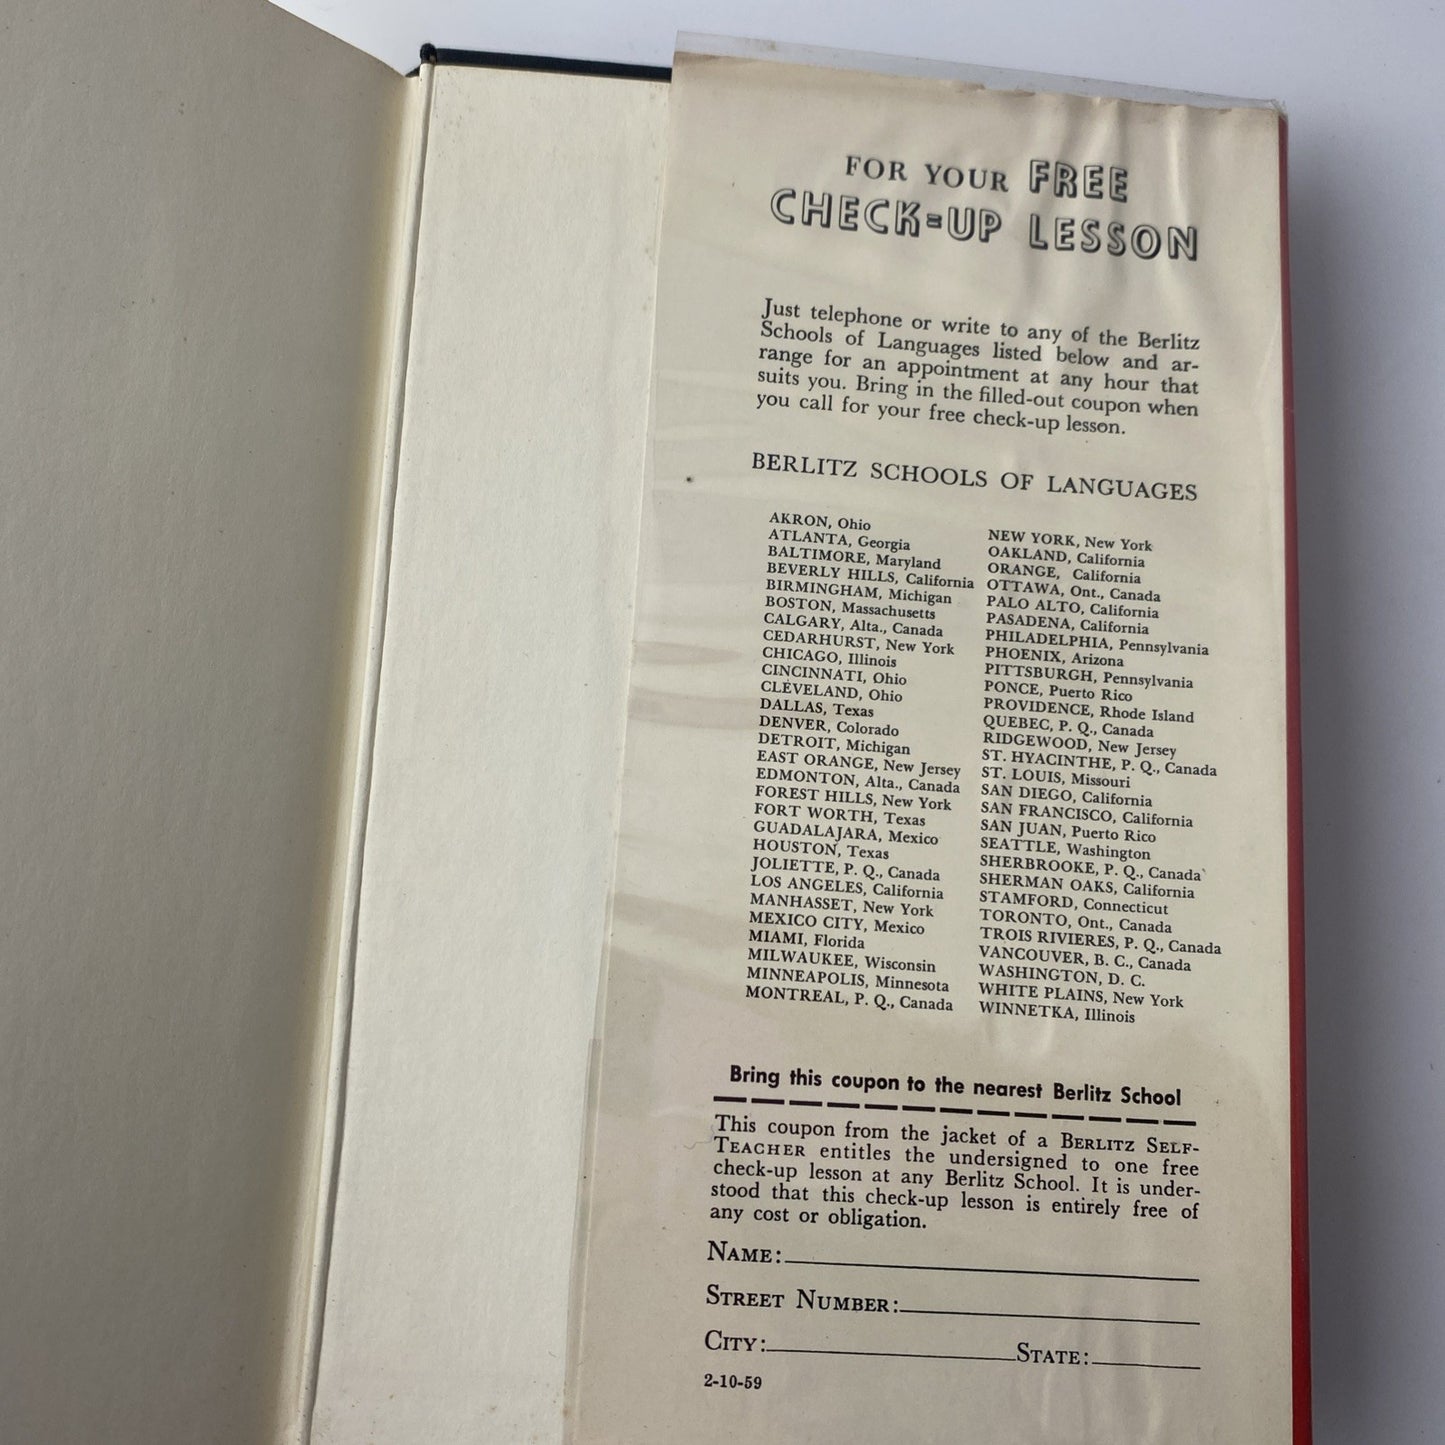 FOR YOUR FREE
CHECK-UP LESSON
Just telephone or write to any of the Berlitz
Schools of Languages listed below and ar-
range for an appointment at any hour that
suits you. Bring in the filled-out coupon when
you call for your free check-up lesson.
BERLITZ SCHOOLS OF LANGUAGES
AKRON, Ohio
ATLANTA, Georgia
BALTIMORE, Maryland
BEVERLY HILLS, California
BIRMINGHAM, Michigan
BOSTON, Massachusetts
CALGARY, Alta., Canada
CEDARHURST, New York
CHICAGO, Illinois
CINCINNATI, Ohio
CLEVELAND, Ohio
DALLAS, Texas
DENVER, Colorado
DETROIT, Michigan
EAST ORANGE, New Jersey
EDMONTON, Alta., Canada
FOREST HILLS, New York
FORT WORTH, Texas
GUADALAJARA, Mexico
HOUSTON, Texas
JOLIETTE, P. Q., Canada
LOS ANGELES, California
MANHASSET, New York
MEXICO CITY, Mexico
MIAMI, Florida
MILWAUKEE, Wisconsin
MINNEAPOLIS, Minnesota
MONTREAL, P. Q., Canada
NEW YORK, New York
OAKLAND, California
ORANGE, California
OTTAWA, Ont., Canada
PALO ALTO, California
PASADENA, California
PHILADELPHIA, Pennsylvania
PHOENIX, Arizona
PITTSBURGH, Pennsylvania
PONCE, Puerto Rico
PROVIDENCE, Rhode Island
QUEBEC, P. Q., Canada
RIDGEWOOD, New Jersey
ST. HYACINTHE, P. Q., Canada
ST. LOUIS, Missouri
SAN DIEGO, California
SAN FRANCISCO, California
SAN JUAN, Puerto Rico
SEATTLE, Washington
SHERBROOKE, P. Q., Canada
SHERMAN OAKS, California
STAMFORD, Connecticut
TORONTO, Ont., Canada
TROIS RIVIERES, P. Q., Canada
VANCOUVER, B. C., Canada
WASHINGTON, D. C.
WHITE PLAINS, New York
WINNETKA, Illinois
Bring this coupon to the nearest Berlitz School
This coupon from the jacket of a BERLITZ SELF-
TEACHER entitles the undersigned to one free
check-up lesson at any Berlitz School. It is under-
stood that this check-up lesson is entirely free of
any cost or obligation.
NAME:
STREET NUMBER:
CITY: STATE:
2-10-59